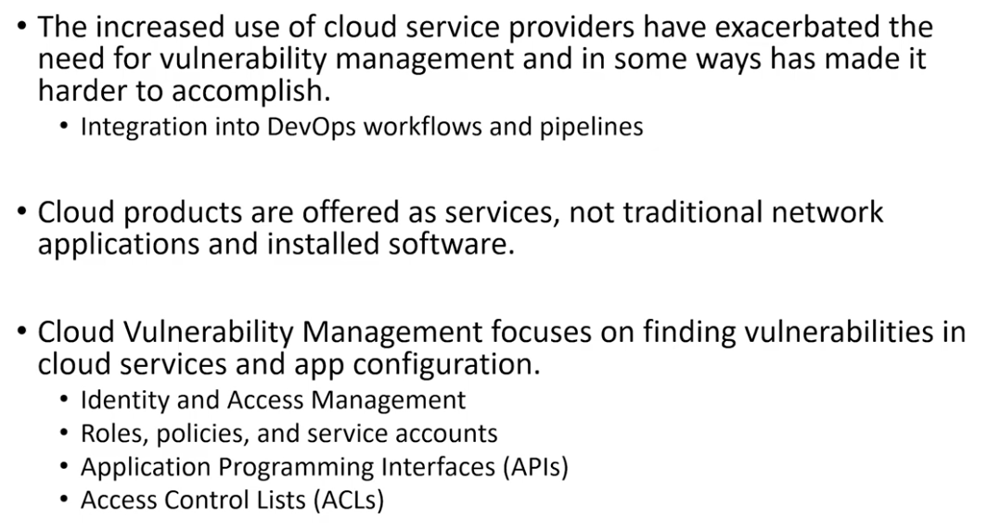 • The increased use of cloud service providers have exacerbated the
need for vulnerability management and in some ways has made it
harder to accomplish.
• Integration into DevOps workflows and pipelines
• Cloud products are offered as services, not traditional network
applications and installed software.
• Cloud Vulnerability Management focuses on finding vulnerabilities in
cloud services and app configuration.
• Identity and Access Management
• Roles, policies, and service accounts
• Application Programming Interfaces (APIs)
• Access Control Lists (ACLs)